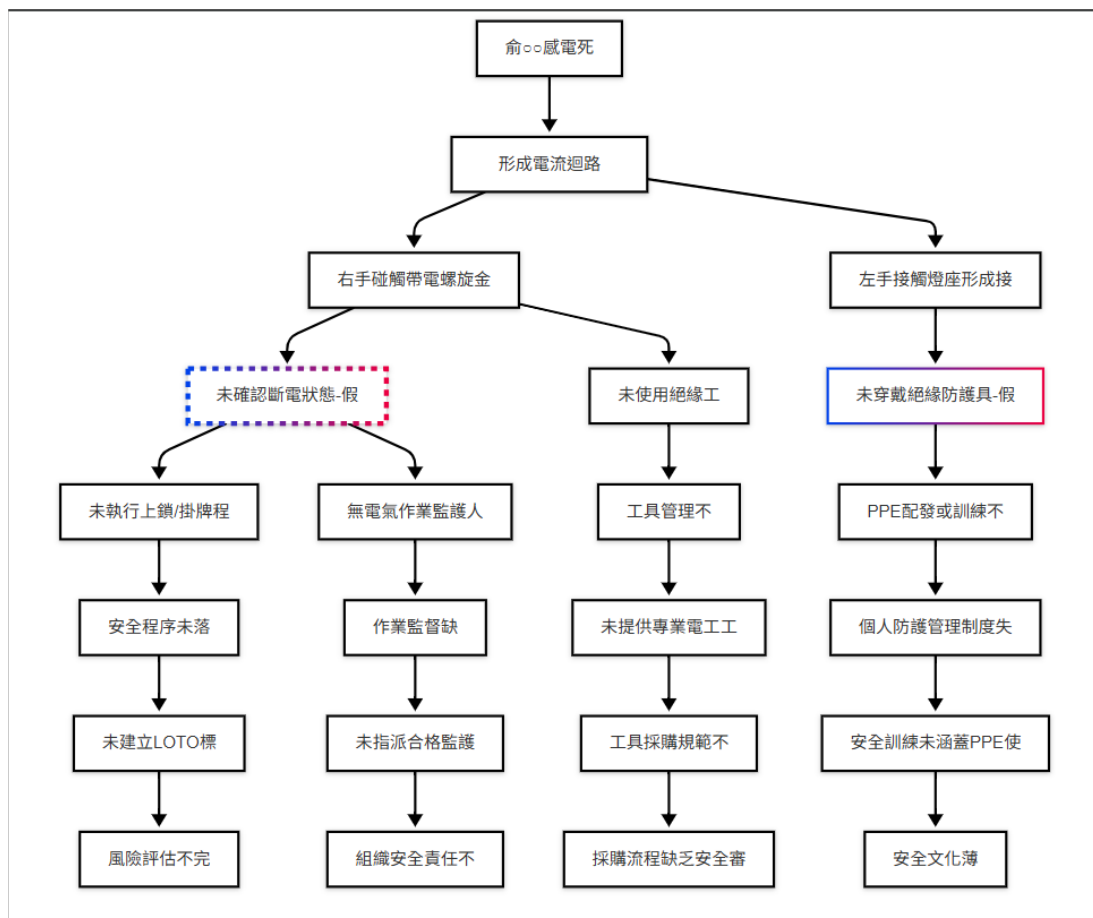 俞○○感電死
形成電流迴路
右手碰觸帶電螺旋金
左手接觸燈座形成接
未確認斷電狀態-假
未使用絕緣工
未穿戴絕緣防護具-假
未執行上鎖/掛牌程
無電氣作業監護人
工具管理不
PPE配發或訓練不
安全程序未落
作業監督缺
未提供專業電工工
個人防護管理制度失
未建立LOTO標
未指派合格監護
工具採購規範不
安全訓練未涵蓋PPE使
風險評估不完
組織安全責任不
採購流程缺乏安全審
安全文化薄